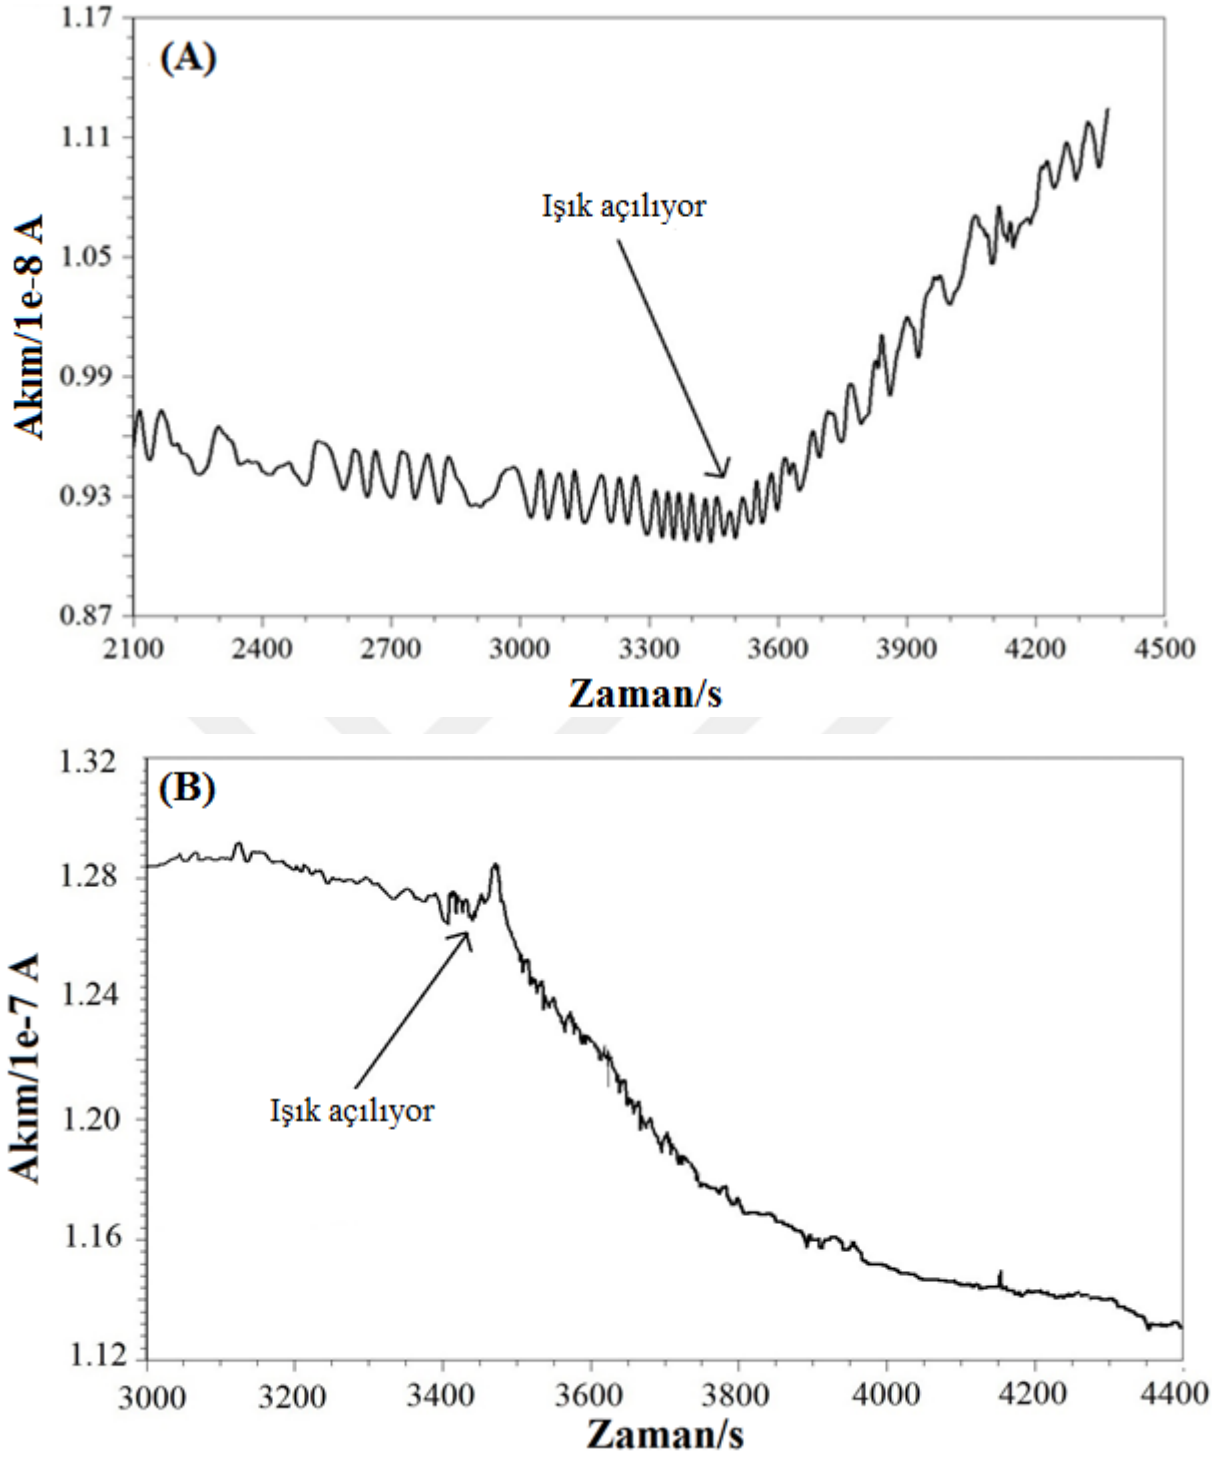 (A)
1.17
1.11
1.05
0.99
0.93
0.87
Akım/1e-8 A
Işık açılıyor
2100 2400 2700 3000 3300 3600 3900 4200 4500
Zaman/s
(B)
1.32
1.28
1.24
1.20
1.16
1.12
Akım/1e-7 A
Işık açılıyor
3000 3200 3400 3600 3800 4000 4200 4400
Zaman/s